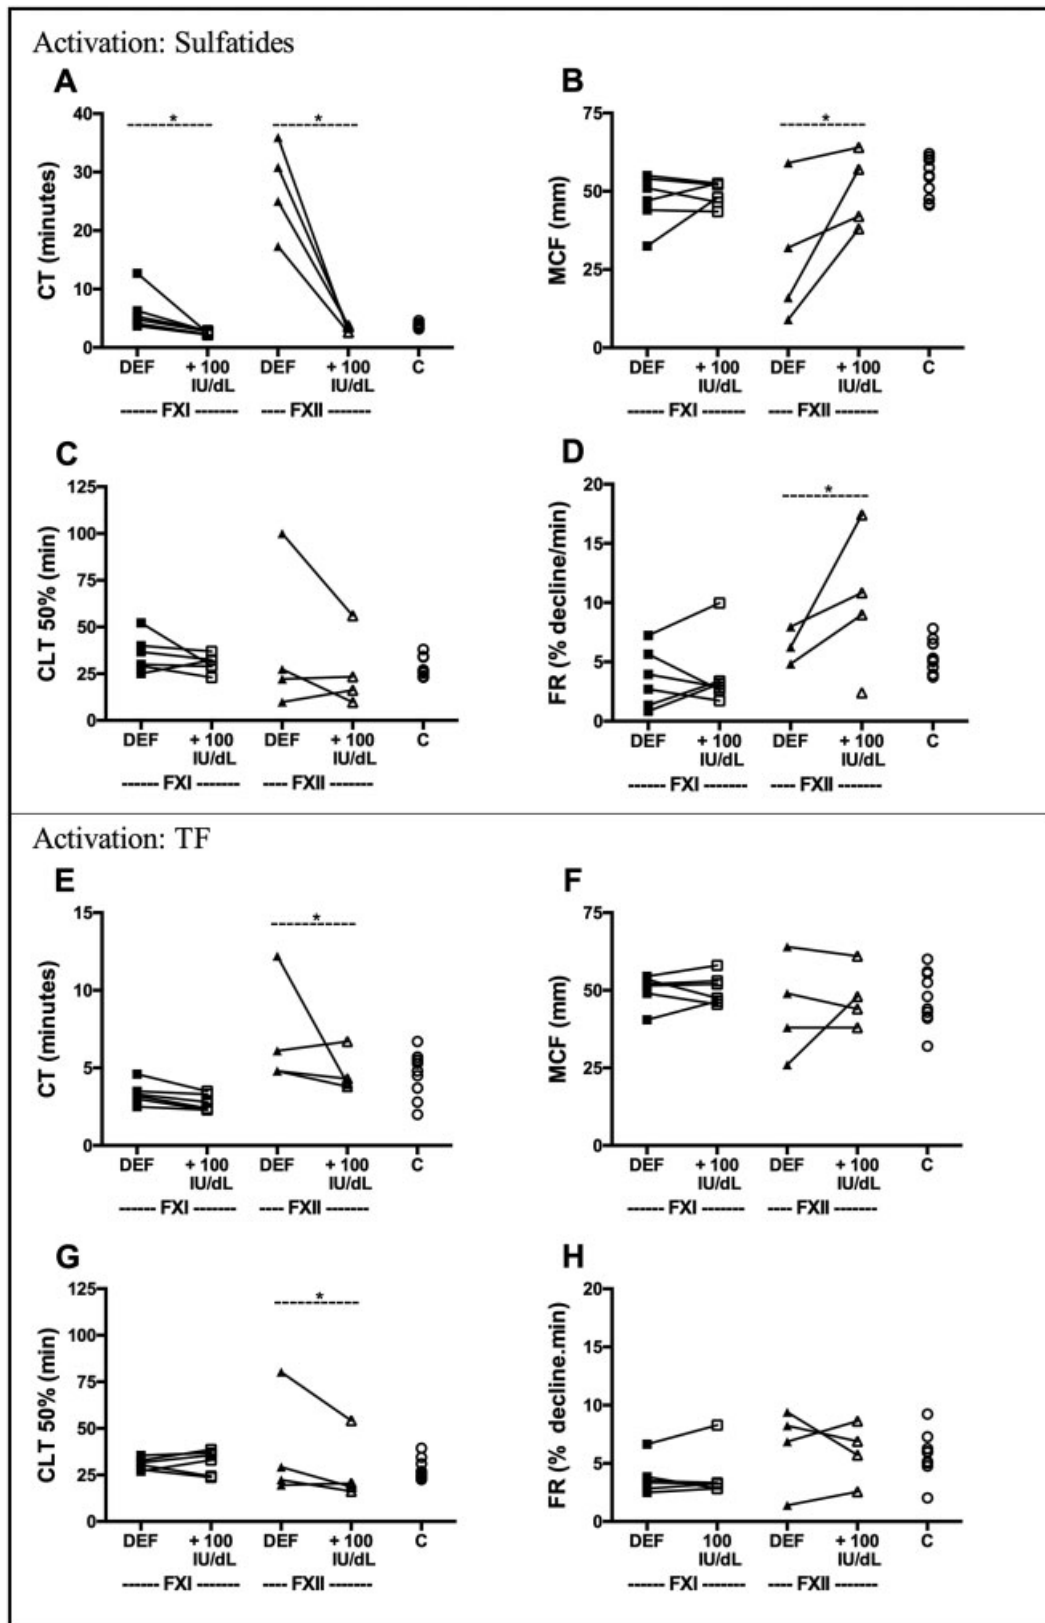 Activation: Sulfatides
A
B
CT (minutes)
40
30
20
10
0
*
*
DEF
+ 100
IU/dL
DEF
+ 100
IU/dL
C
------ FXI -------
---- FXII -------
MCF (mm)
75
50
25
0
*
DEF
+ 100
IU/dL
DEF
+ 100
IU/dL
C
------ FXI -------
---- FXII -------
C
D
CLT 50% (min)
125
100
75
50
25
0
DEF
+ 100
IU/dL
DEF
+ 100
IU/dL
C
------ FXI -------
---- FXII -------
FR (% decline/min)
20
15
10
5
0
*
DEF
+ 100
IU/dL
DEF
+ 100
IU/dL
C
------ FXI -------
---- FXII -------
Activation: TF
E
F
CT (minutes)
15
10
5
0
*
DEF
+ 100
IU/dL
DEF
+ 100
IU/dL
C
------ FXI -------
---- FXII -------
MCF (mm)
75
50
25
0
DEF
+ 100
IU/dL
DEF
+ 100
IU/dL
C
------ FXI -------
---- FXII -------
G
H
CLT 50% (min)
125
100
75
50
25
0
*
DEF
+ 100
IU/dL
DEF
+ 100
IU/dL
C
------ FXI -------
---- FXII -------
FR (% decline.min)
20
15
10
5
0
DEF
100
IU/dL
DEF
+ 100
IU/dL
C
------ FXI -------
---- FXII -------